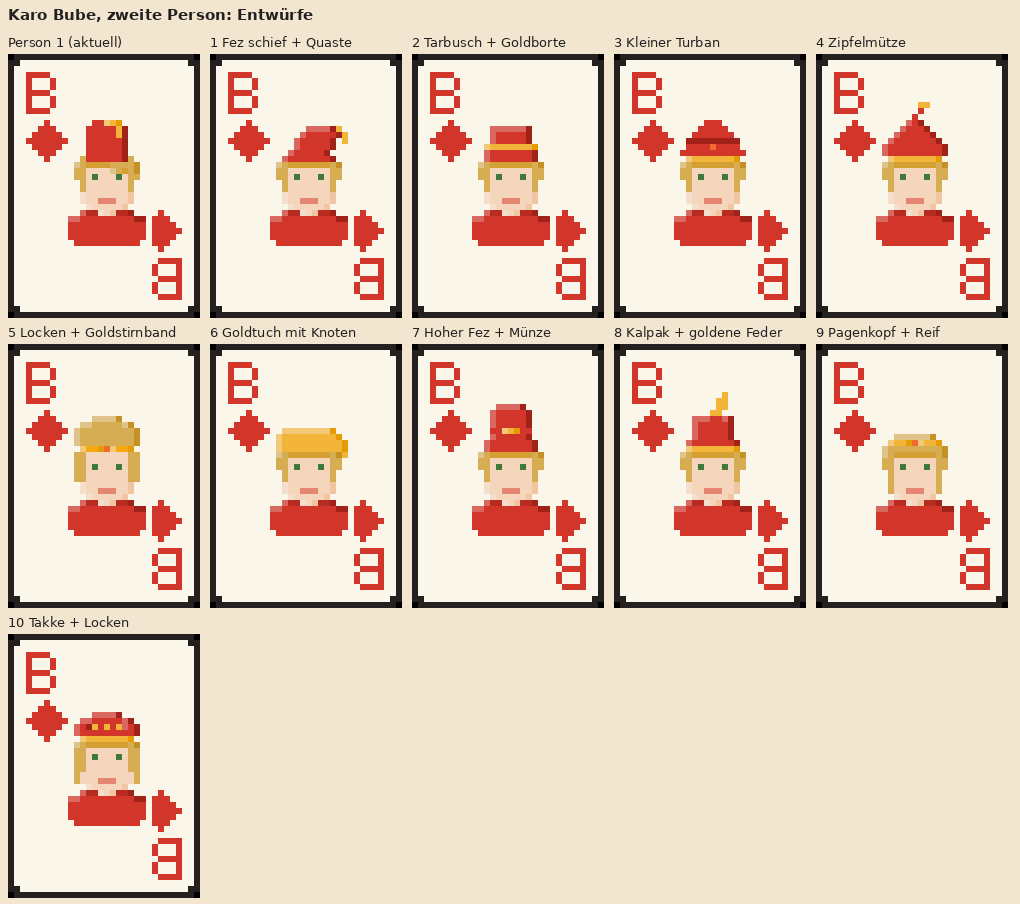 Karo Bube, zweite Person: Entwürfe
Person 1 (aktuell)
B
B
1 Fez schief + Quaste
B
B
2 Tarbusch + Goldborte
B
B
3 Kleiner Turban
B
B
4 Zipfelmütze
B
B
5 Locken + Goldstirnband
B
B
6 Goldtuch mit Knoten
B
B
7 Hoher Fez + Münze
B
B
8 Kalpak + goldene Feder
B
B
9 Pagenkopf + Reif
B
B
10 Takke + Locken
B
B